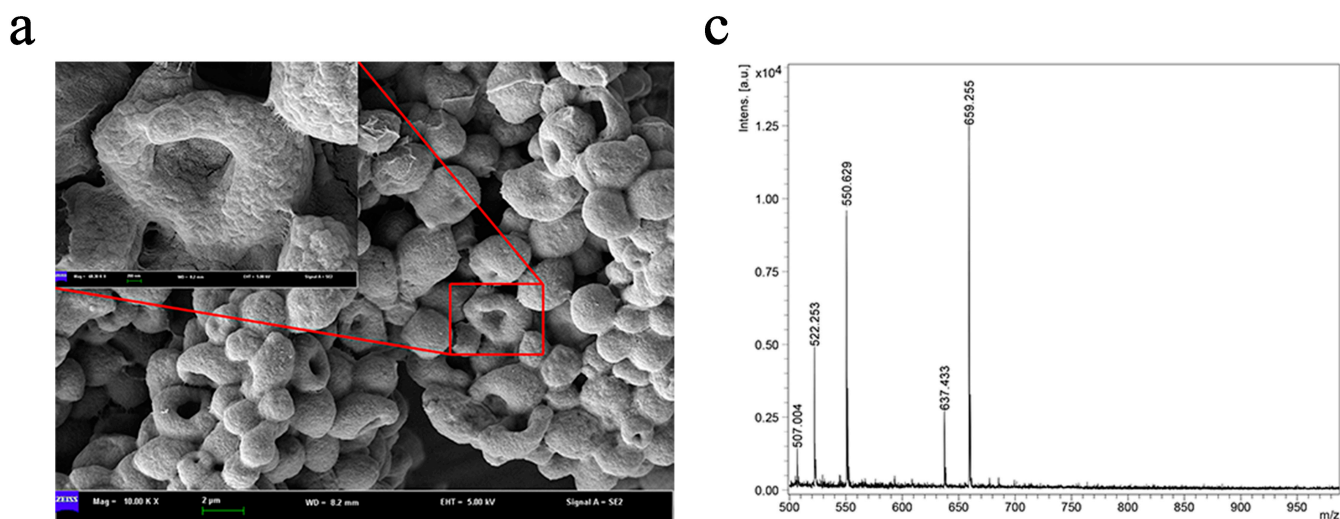 a
c
ZEISS Mag = 10.00 K X 2 µm WD = 8.2 mm EHT = 5.00 kV Signal A = SE2
Intens. [a.u.]
x10⁴
1.25
1.00
0.75
0.50
0.25
0.00
507.004
522.253
550.629
637.433
659.255
500 550 600 650 700 750 800 850 900 950
m/z